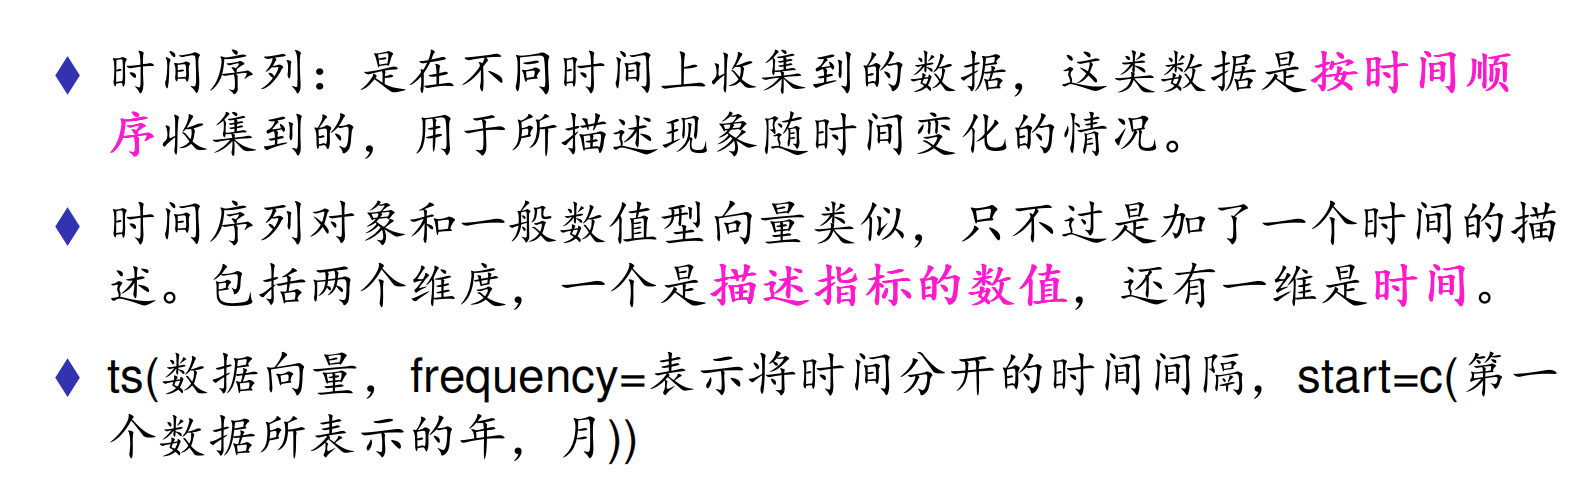 时间序列：是在不同时间上收集到的数据，这类数据是按时间顺
序收集到的，用于所描述现象随时间变化的情况。
时间序列对象和一般数值型向量类似，只不过是加了一个时间的描
述。包括两个维度，一个是描述指标的数值，还有一维是时间。
ts(数据向量，frequency=表示将时间分开的时间间隔，start=c(第一
个数据所表示的年，月))